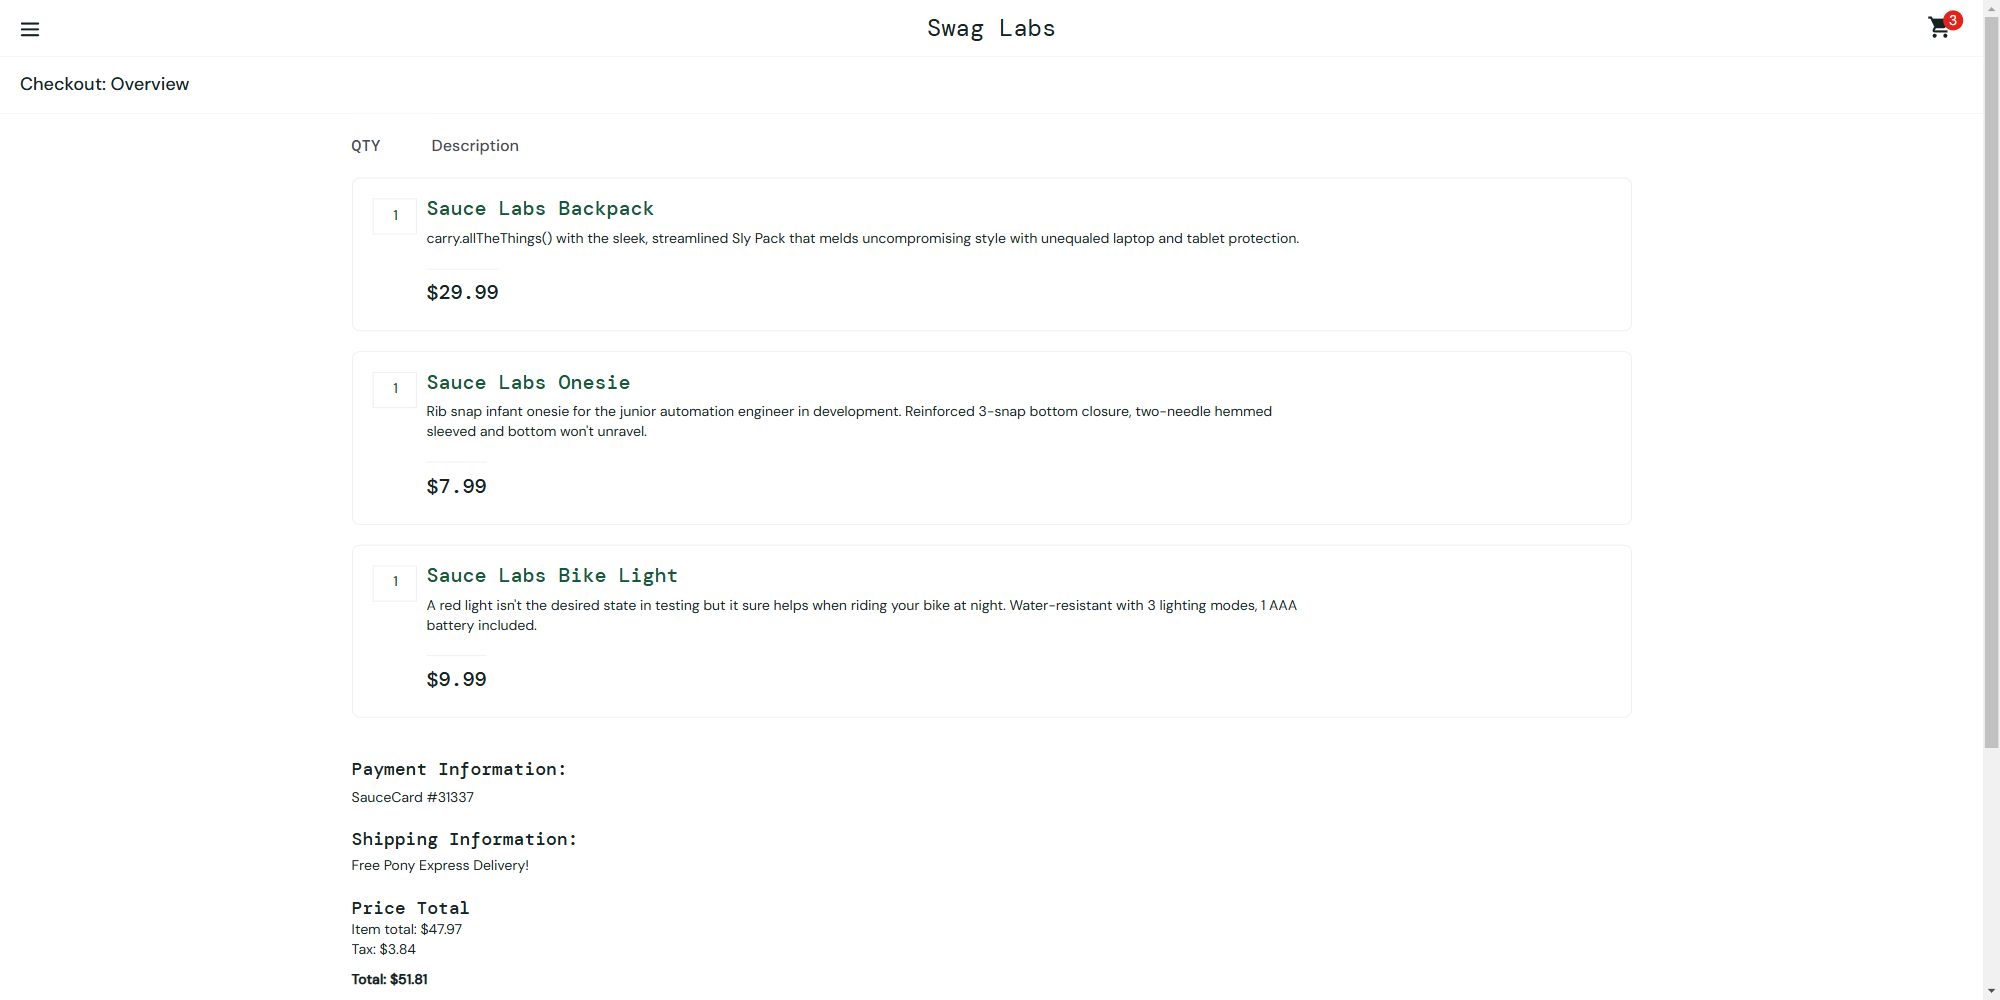 Swag Labs
3
Checkout: Overview
QTY Description
1
Sauce Labs Backpack
carry.allTheThings() with the sleek, streamlined Sly Pack that melds uncompromising style with unequaled laptop and tablet protection.
$29.99
1
Sauce Labs Onesie
Rib snap infant onesie for the junior automation engineer in development. Reinforced 3-snap bottom closure, two-needle hemmed
sleeved and bottom won't unravel.
$7.99
1
Sauce Labs Bike Light
A red light isn't the desired state in testing but it sure helps when riding your bike at night. Water-resistant with 3 lighting modes, 1 AAA
battery included.
$9.99
Payment Information:
SauceCard #31337
Shipping Information:
Free Pony Express Delivery!
Price Total
Item total: $47.97
Tax: $3.84
Total: $51.81